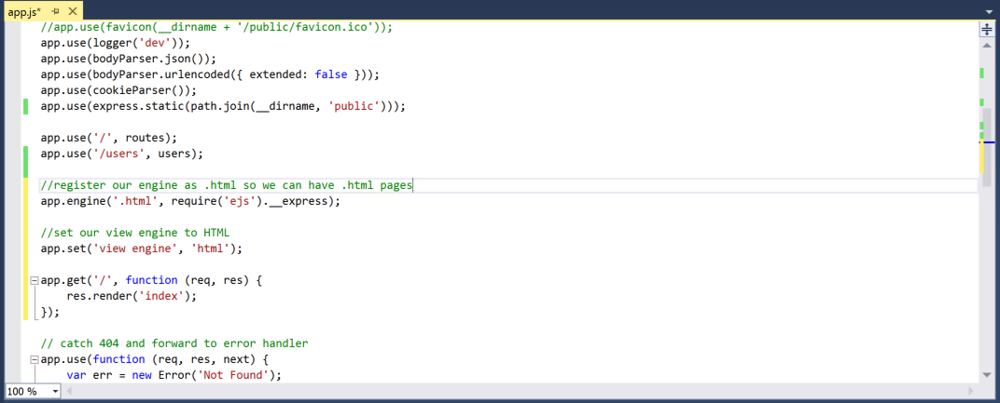 app.js*
//app.use(favicon(__dirname + '/public/favicon.ico'));
app.use(logger('dev'));
app.use(bodyParser.json());
app.use(bodyParser.urlencoded({ extended: false }));
app.use(cookieParser());
app.use(express.static(path.join(__dirname, 'public')));
app.use('/', routes);
app.use('/users', users);
//register our engine as .html so we can have .html pages
app.engine('.html', require('ejs').__express);
//set our view engine to HTML
app.set('view engine', 'html');
app.get('/', function (req, res) {
    res.render('index');
});
// catch 404 and forward to error handler
app.use(function (req, res, next) {
    var err = new Error('Not Found');
100 %